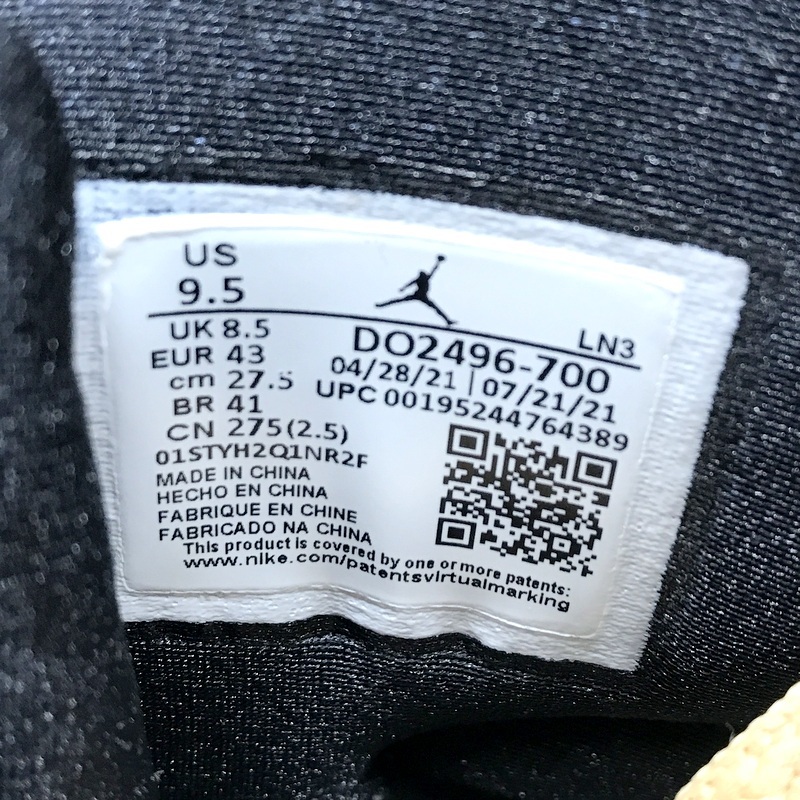 US
9.5
LN3
UK 8.5
EUR 43
cm 27.5
BR 41
CN 275(2.5)
DO2496-700
04/28/21 | 07/21/21
UPC 00195244764389
01STYH2Q1NR2F
MADE IN CHINA
HECHO EN CHINA
FABRIQUE EN CHINE
FABRICADO NA CHINA
This product is covered by one or more patents:
www.nike.com/patentsvirtualmarking